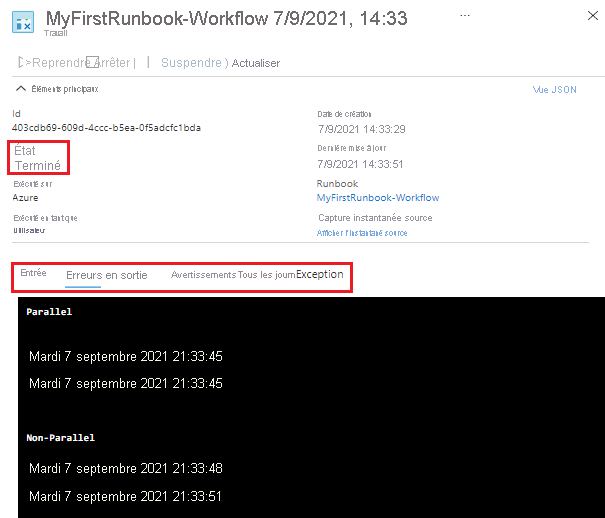 MyFirstRunbook-Workflow 7/9/2021, 14:33 ...
Travail
Reprendre Arrêter | | Suspendre ) Actualiser
Éléments principaux Vue JSON
Id
403cdb69-609d-4ccc-b5ea-0f5adcfc1bda
Date de création
7/9/2021 14:33:29
État
Terminé
Dernière mise à jour
7/9/2021 14:33:51
Exécuté sur
Azure
Runbook
MyFirstRunbook-Workflow
Exécuté en tant que
Utilisateur
Capture instantanée source
Afficher l'instantané source
Entrée Erreurs en sortie Avertissements Tous les journ Exception
Parallel
Mardi 7 septembre 2021 21:33:45
Mardi 7 septembre 2021 21:33:45
Non-Parallel
Mardi 7 septembre 2021 21:33:48
Mardi 7 septembre 2021 21:33:51